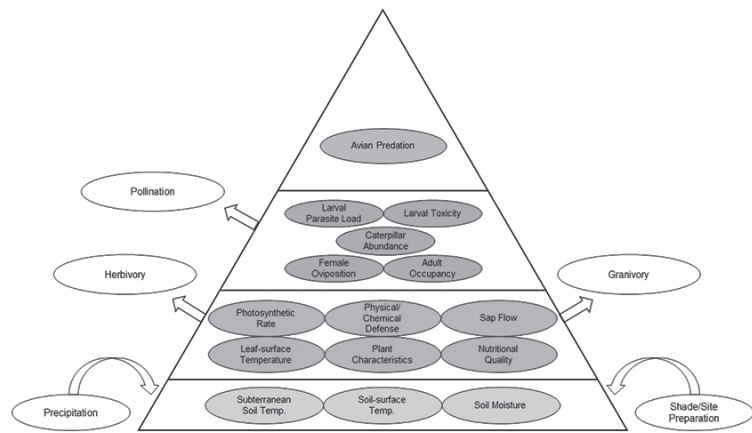 Avian Predation
Pollination
Larval
Parasite Load
Larval Toxicity
Caterpillar
Abundance
Female
Oviposition
Adult
Occupancy
Herbivory
Granivory
Photosynthetic
Rate
Physical/
Chemical
Defense
Sap Flow
Leaf-surface
Temperature
Plant
Characteristics
Nutritional
Quality
Precipitation
Subterranean
Soil Temp.
Soil-surface
Temp.
Soil Moisture
Shade/Site
Preparation